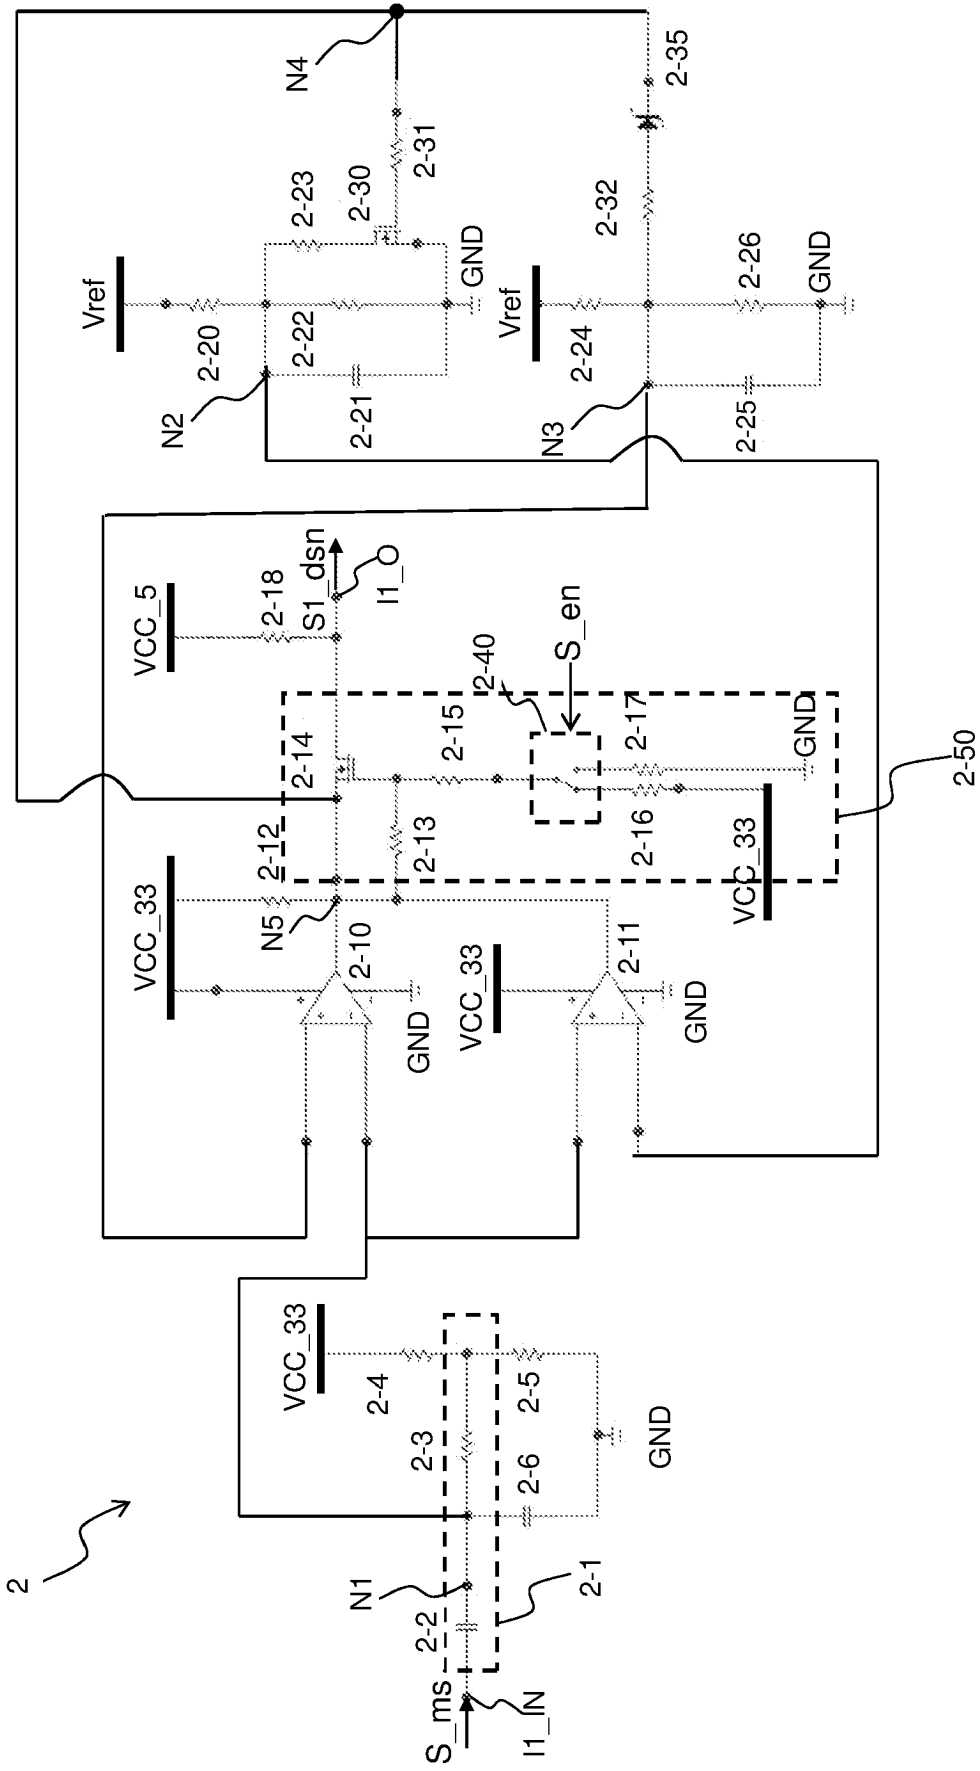 2
S_ms
I1_IN
2-2
N1
2-1
2-3
2-6
2-4
2-5
VCC_33
GND
VCC_33
N5
2-12
2-10
GND
VCC_33
2-11
GND
2-13
2-14
2-15
2-16
2-17
VCC_33
GND
2-50
2-40
S_en
VCC_5
2-18
S1_dsn
I1_O
N2
Vref
2-20
2-21
2-22
2-23
2-30
2-31
GND
N4
N3
Vref
2-24
2-25
2-26
GND
2-32
2-35